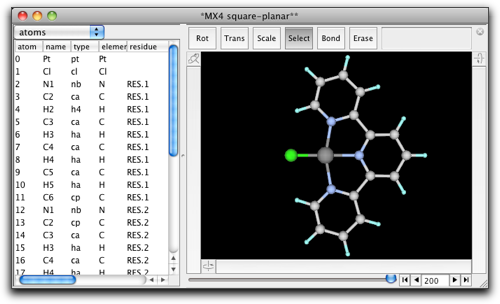 *MX4 square-planar**
atoms
Rot Trans Scale Select Bond Erase
atom name type elemer residue
0 Pt pt Pt
1 Cl cl Cl
2 N1 nb N RES.1
3 C2 ca C RES.1
4 H2 h4 H RES.1
5 C3 ca C RES.1
6 H3 ha H RES.1
7 C4 ca C RES.1
8 H4 ha H RES.1
9 C5 ca C RES.1
10 H5 ha H RES.1
11 C6 cp C RES.1
12 N1 nb N RES.2
13 C2 cp C RES.2
14 C3 ca C RES.2
15 H3 ha H RES.2
16 C4 ca C RES.2
17 H4 ha H RES.2
200